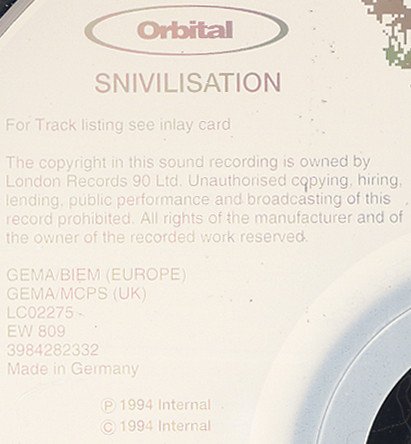 Orbital
SNIVILISATION
For Track listing see inlay card
The copyright in this sound recording is owned by
London Records 90 Ltd. Unauthorised copying, hiring,
lending, public performance and broadcasting of this
record prohibited. All rights of the manufacturer and of
the owner of the recorded work reserved.
GEMA/BIEM (EUROPE)
GEMA/MCPS (UK)
LC02275
EW 809
3984282332
Made in Germany
℗ 1994 Internal
© 1994 Internal